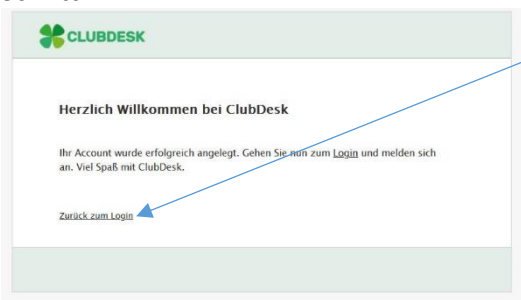 CLUBDESK
Herzlich Willkommen bei ClubDesk
Ihr Account wurde erfolgreich angelegt. Gehen Sie nun zum Login und melden sich
an. Viel Spaß mit ClubDesk.
Zurück zum Login